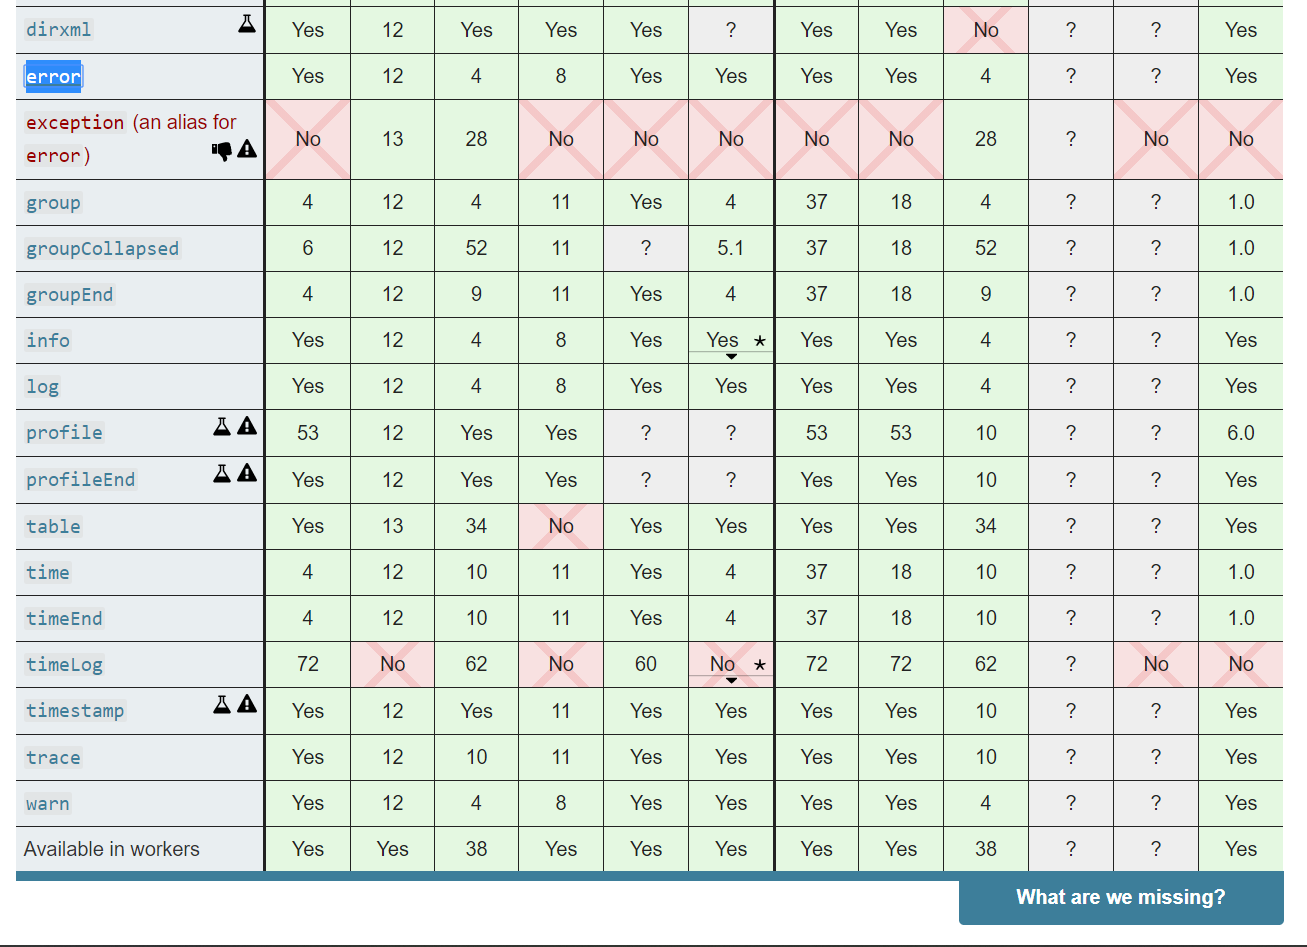 dirxml Yes 12 Yes Yes Yes ? Yes Yes No ? ? Yes
error Yes 12 4 8 Yes Yes Yes Yes 4 ? ? Yes
exception (an alias for
error) No 13 28 No No No No No 28 ? No No
group 4 12 4 11 Yes 4 37 18 4 ? ? 1.0
groupCollapsed 6 12 52 11 ? 5.1 37 18 52 ? ? 1.0
groupEnd 4 12 9 11 Yes 4 37 18 9 ? ? 1.0
info Yes 12 4 8 Yes Yes * Yes Yes 4 ? ? Yes
log Yes 12 4 8 Yes Yes Yes Yes 4 ? ? Yes
profile 53 12 Yes Yes ? ? 53 53 10 ? ? 6.0
profileEnd Yes 12 Yes Yes ? ? Yes Yes 10 ? ? Yes
table Yes 13 34 No Yes Yes Yes Yes 34 ? ? Yes
time 4 12 10 11 Yes 4 37 18 10 ? ? 1.0
timeEnd 4 12 10 11 Yes 4 37 18 10 ? ? 1.0
timeLog 72 No 62 No 60 No * 72 72 62 ? No No
timestamp Yes 12 Yes 11 Yes Yes Yes Yes 10 ? ? Yes
trace Yes 12 10 11 Yes Yes Yes Yes 10 ? ? Yes
warn Yes 12 4 8 Yes Yes Yes Yes 4 ? ? Yes
Available in workers Yes Yes 38 Yes Yes Yes Yes Yes 38 ? ? Yes
What are we missing?